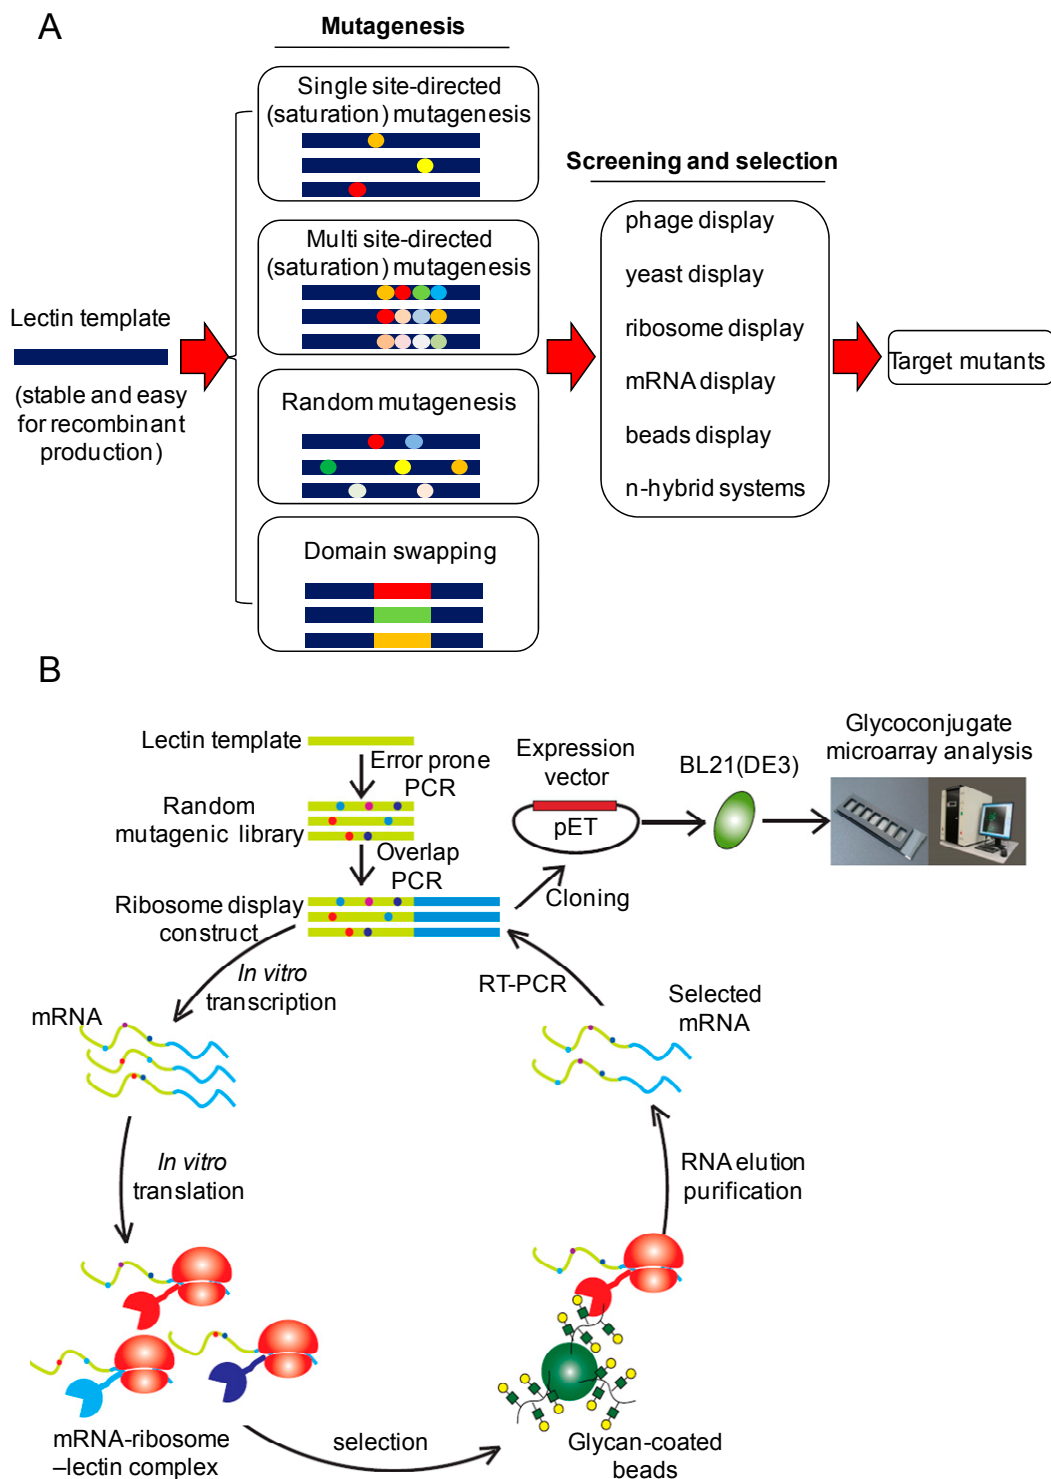 A
Mutagenesis
Single site-directed
(saturation) mutagenesis
Multi site-directed
(saturation) mutagenesis
Random mutagenesis
Domain swapping
Lectin template
(stable and easy
for recombinant
production)
Screening and selection
phage display
yeast display
ribosome display
mRNA display
beads display
n-hybrid systems
Target mutants
B
Lectin template
Error prone
PCR
Random
mutagenic library
Overlap
PCR
Ribosome display
construct
Expression
vector
pET
Cloning
BL21(DE3)
Glycoconjugate
microarray analysis
In vitro
transcription
mRNA
In vitro
translation
mRNA-ribosome
–lectin complex
selection
Glycan-coated
beads
RNA elution
purification
Selected
mRNA
RT-PCR